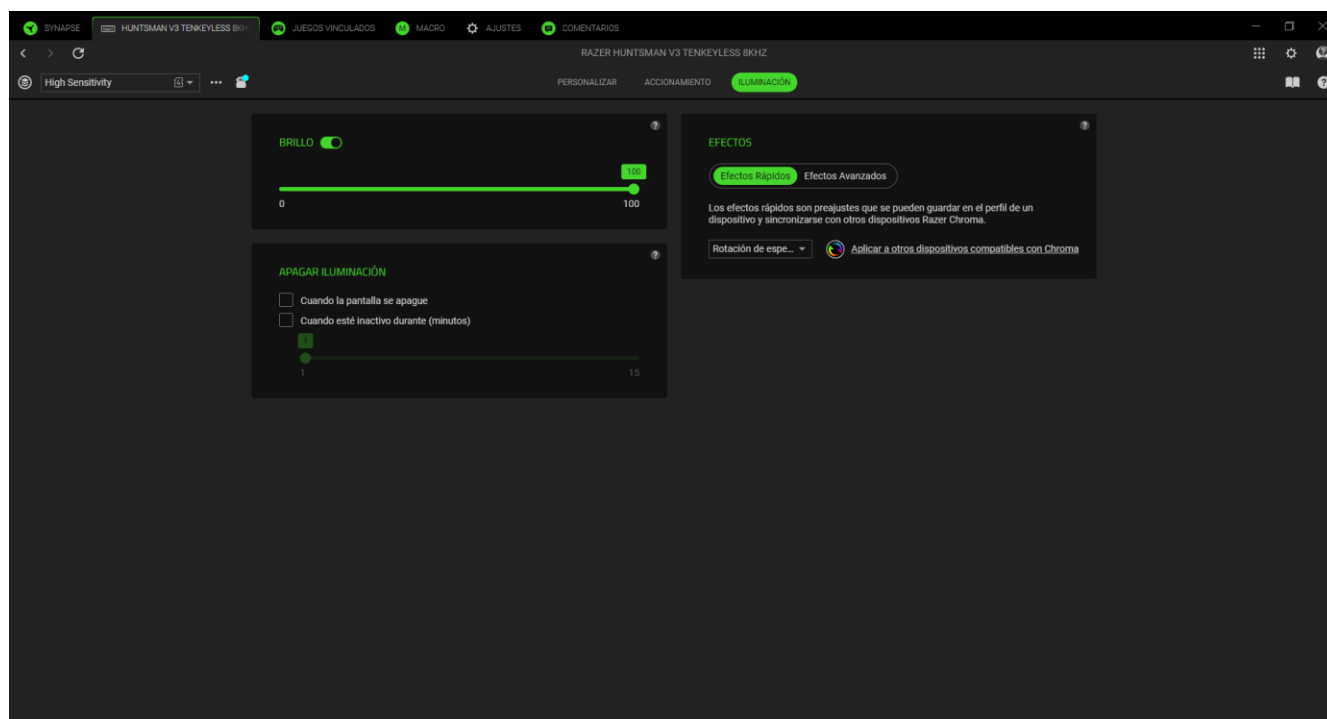 SYNAPSE HUNTSMAN V3 TENKEYLESS 8KH JUEGOS VINCULADOS M MACRO AJUSTES COMENTARIOS
RAZER HUNTSMAN V3 TENKEYLESS 8KHZ
High Sensitivity 4 PERSONALIZAR ACCIONAMIENTO ILUMINACIÓN
BRILLO
100
0 100
APAGAR ILUMINACIÓN
Cuando la pantalla se apague
Cuando esté inactivo durante (minutos)
1
1 15
EFECTOS
Efectos Rápidos Efectos Avanzados
Los efectos rápidos son preajustes que se pueden guardar en el perfil de un
dispositivo y sincronizarse con otros dispositivos Razer Chroma.
Rotación de espe... Aplicar a otros dispositivos compatibles con Chroma